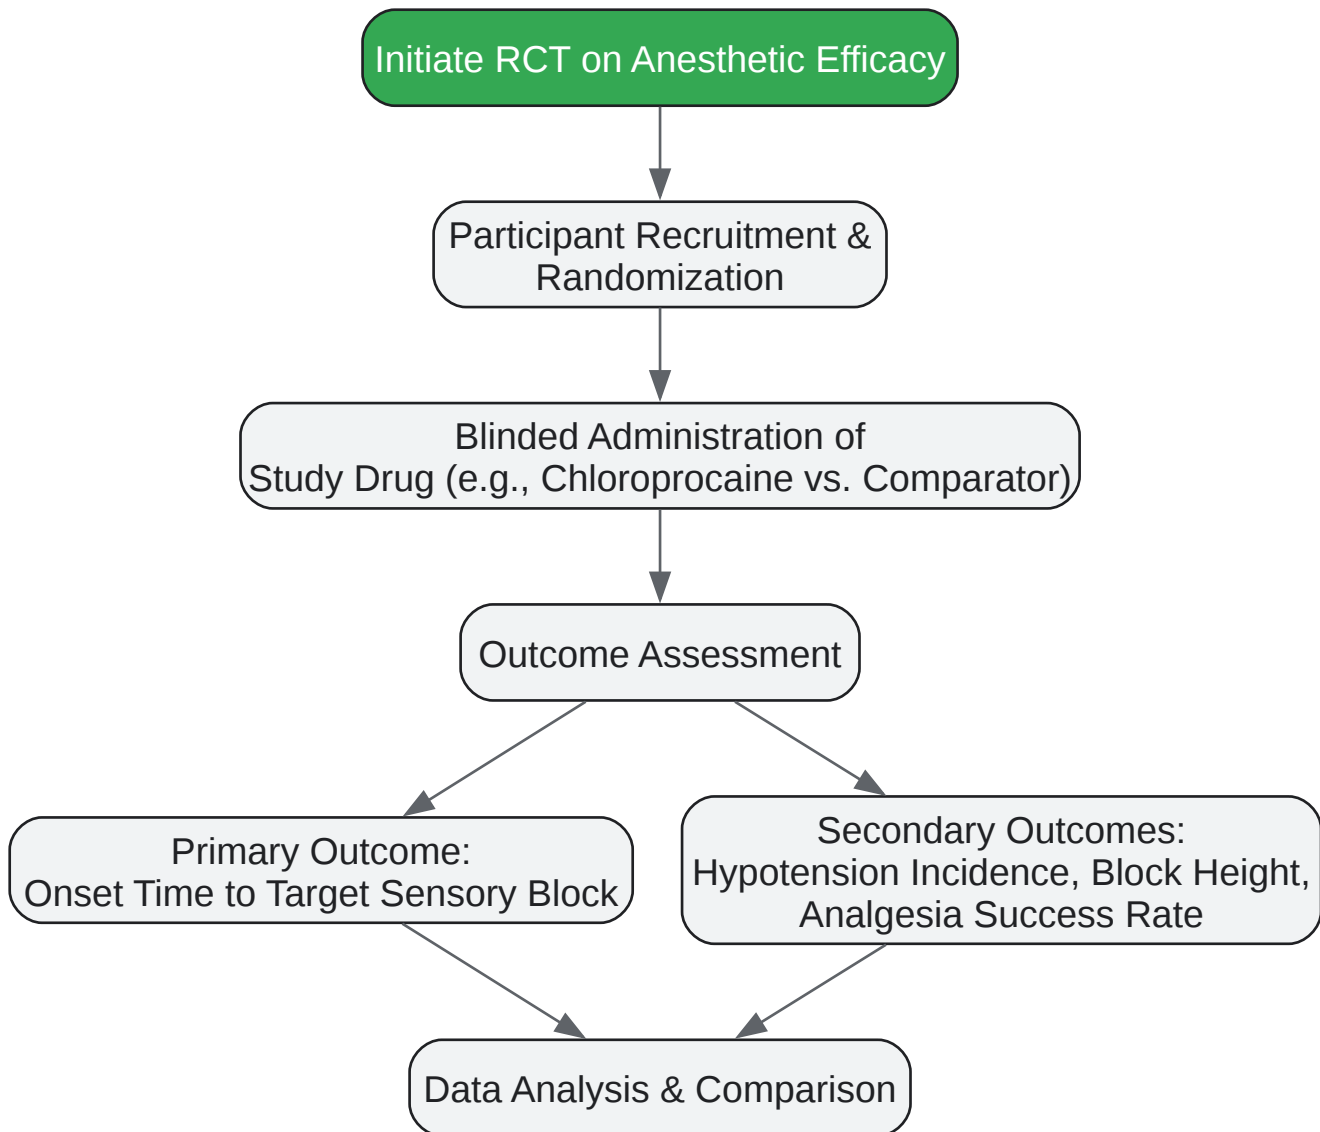 Initiate RCT on Anesthetic Efficacy
Participant Recruitment &
Randomization
Blinded Administration of
Study Drug (e.g., Chloroprocaine vs. Comparator)
Outcome Assessment
Primary Outcome:
Onset Time to Target Sensory Block
Secondary Outcomes:
Hypotension Incidence, Block Height,
Analgesia Success Rate
Data Analysis & Comparison